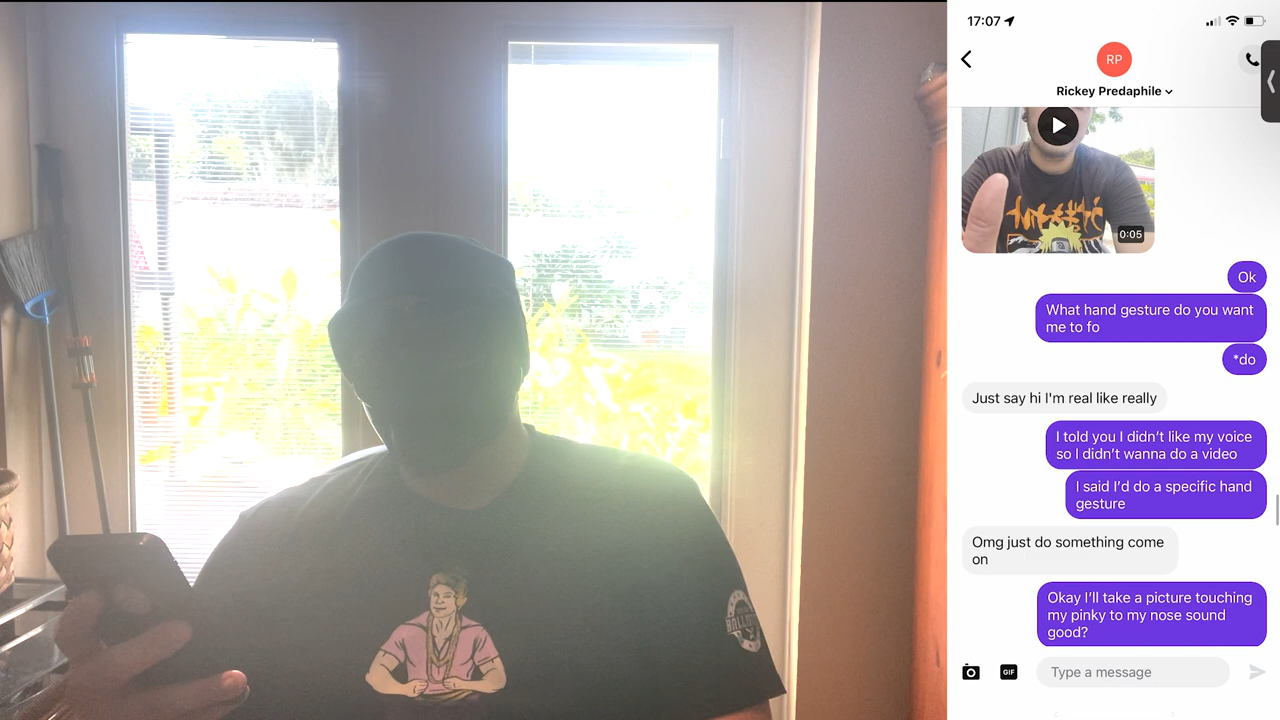 17:07
RP
Rickey Predaphile
0:05
Ok
What hand gesture do you want
me to fo
*do
Just say hi I'm real like really
I told you I didn't like my voice
so I didn't wanna do a video
I said I'd do a specific hand
gesture
Omg just do something come
on
Okay I'll take a picture touching
my pinky to my nose sound
good?
GIF
Type a message